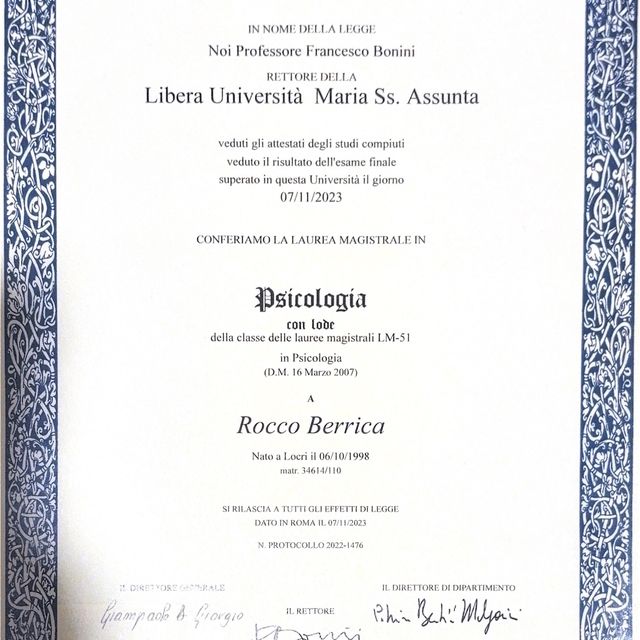 IN NOME DELLA LEGGE
Noi Professore Francesco Bonini
RETTORE DELLA
Libera Università Maria Ss. Assunta
veduti gli attestati degli studi compiuti
veduto il risultato dell'esame finale
superato in questa Università il giorno
07/11/2023
CONFERIAMO LA LAUREA MAGISTRALE IN
Psicologia
con lode
della classe delle lauree magistrali LM-51
in Psicologia
(D.M. 16 Marzo 2007)
A
Rocco Berrica
Nato a Locri il 06/10/1998
matr. 34614/110
SI RILASCIA A TUTTI GLI EFFETTI DI LEGGE
DATO IN ROMA IL 07/11/2023
N. PROTOCOLLO 2022-1476
IL DIRETTORE GENERALE
IL RETTORE
IL DIRETTORE DI DIPARTIMENTO